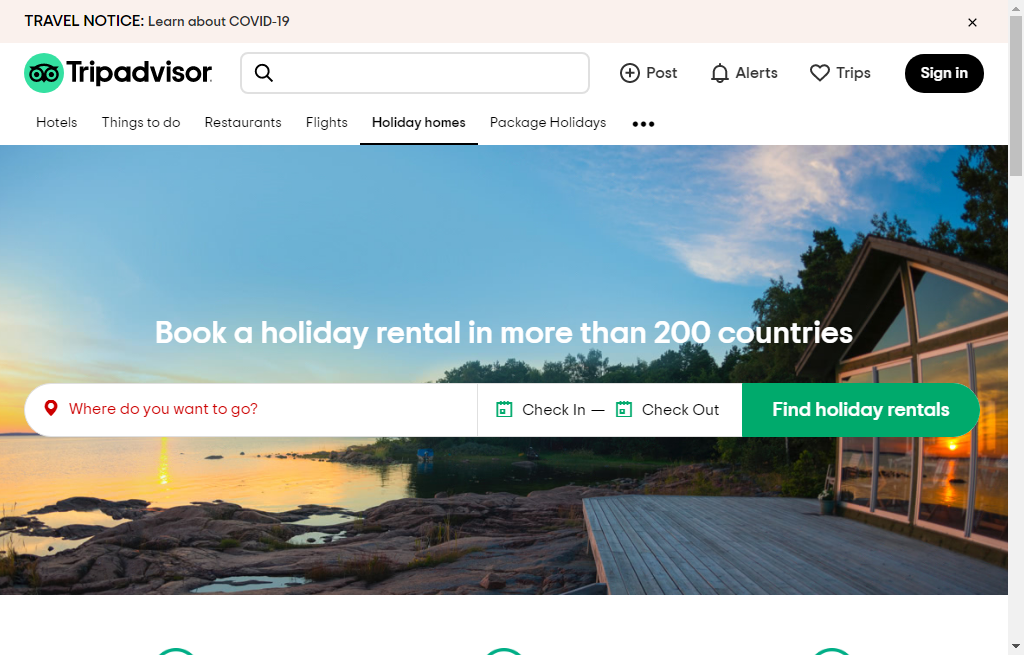 TRAVEL NOTICE: Learn about COVID-19
Tripadvisor
Post
Alerts
Trips
Sign in
Hotels
Things to do
Restaurants
Flights
Holiday homes
Package Holidays
Book a holiday rental in more than 200 countries
Where do you want to go?
Check In — Check Out
Find holiday rentals